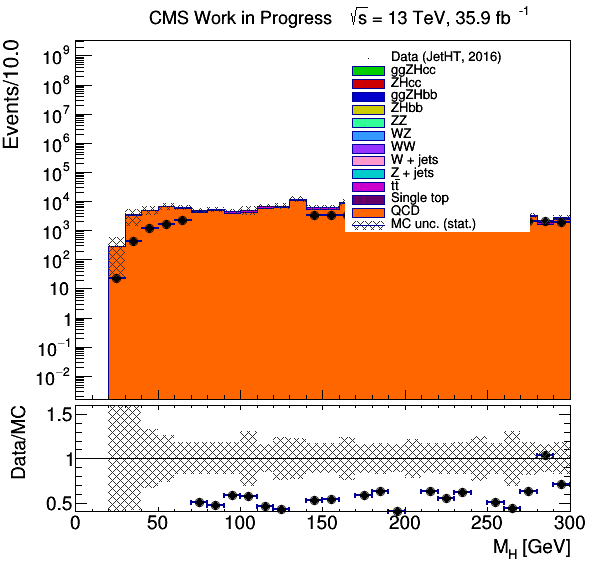 CMS Work in Progress √s = 13 TeV, 35.9 fb⁻¹
Events/10.0
10⁹
10⁸
10⁷
10⁶
10⁵
10⁴
10³
10²
10
1
10⁻¹
10⁻²
Data (JetHT, 2016)
ggZHcc
ZHcc
ggZHbb
ZHbb
ZZ
WZ
WW
W + jets
Z + jets
tt̄
Single top
QCD
MC unc. (stat.)
Data/MC
1.5
1
0.5
0 50 100 150 200 250 300
M_H [GeV]